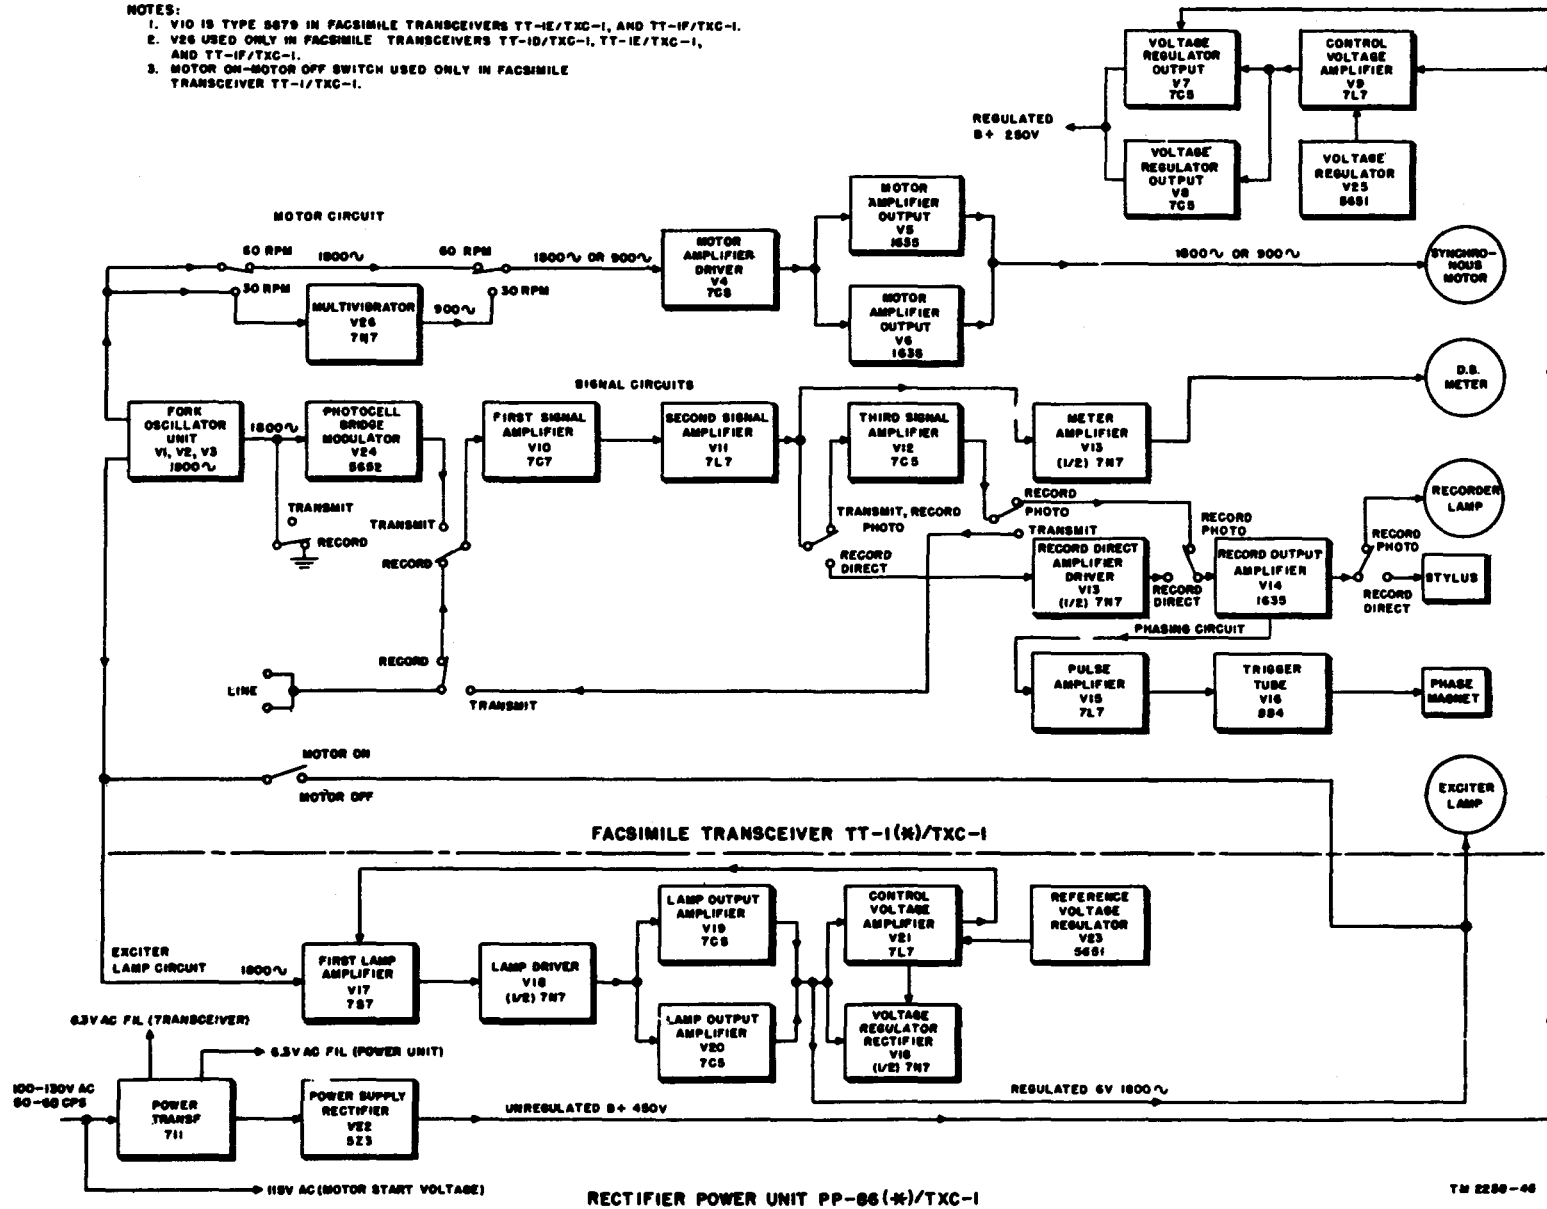 NOTES:
1. V10 IS TYPE 5879 IN FACSIMILE TRANSCEIVERS TT-1E/TXC-1, AND TT-1F/TXC-1.
2. V26 USED ONLY IN FACSIMILE TRANSCEIVERS TT-1D/TXC-1, TT-1E/TXC-1,
AND TT-1F/TXC-1.
3. MOTOR ON-MOTOR OFF SWITCH USED ONLY IN FACSIMILE
TRANSCEIVER TT-1/TXC-1.
VOLTAGE
REGULATOR
OUTPUT
V7
7C5
CONTROL
VOLTAGE
AMPLIFIER
V9
7L7
REGULATED
B+ 250V
VOLTAGE
REGULATOR
OUTPUT
V8
7C5
VOLTAGE
REGULATOR
V25
5651
MOTOR CIRCUIT
60 RPM
1800~
60 RPM
1800~ OR 900~
30 RPM
MULTIVIBRATOR
V26
7N7
900~
30 RPM
MOTOR
AMPLIFIER
DRIVER
V4
7C5
MOTOR
AMPLIFIER
OUTPUT
V5
1635
MOTOR
AMPLIFIER
OUTPUT
V6
1635
1800~ OR 900~
SYNCHRO-
NOUS
MOTOR
D.B.
METER
SIGNAL CIRCUITS
FORK
OSCILLATOR
UNIT
V1, V2, V3
1800~
1800~
PHOTOCELL
BRIDGE
MODULATOR
V24
5652
FIRST SIGNAL
AMPLIFIER
V10
7C7
SECOND SIGNAL
AMPLIFIER
V11
7L7
THIRD SIGNAL
AMPLIFIER
V12
7C5
METER
AMPLIFIER
V13
(1/2) 7N7
TRANSMIT
RECORD
TRANSMIT
RECORD
TRANSMIT, RECORD
PHOTO
RECORD
DIRECT
RECORD
PHOTO
TRANSMIT
RECORD DIRECT
AMPLIFIER
DRIVER
V13
(1/2) 7N7
RECORD
PHOTO
RECORD
DIRECT
RECORD OUTPUT
AMPLIFIER
V14
1635
RECORDER
LAMP
RECORD
PHOTO
RECORD
DIRECT
STYLUS
PHASING CIRCUIT
PULSE
AMPLIFIER
V15
7L7
TRIGGER
TUBE
V16
884
PHASE
MAGNET
RECORD
LINE
TRANSMIT
MOTOR ON
MOTOR OFF
EXCITER
LAMP
FACSIMILE TRANSCEIVER TT-1(*)/TXC-1
EXCITER
LAMP CIRCUIT
1800~
FIRST LAMP
AMPLIFIER
V17
7B7
LAMP DRIVER
V18
(1/2) 7N7
LAMP OUTPUT
AMPLIFIER
V19
7C5
LAMP OUTPUT
AMPLIFIER
V20
7C5
CONTROL
VOLTAGE
AMPLIFIER
V21
7L7
REFERENCE
VOLTAGE
REGULATOR
V23
5651
VOLTAGE
REGULATOR
RECTIFIER
V18
(1/2) 7N7
6.3V AC FIL (TRANSCEIVER)
6.3V AC FIL (POWER UNIT)
100-130V AC
50-60 CPS
POWER
TRANSF
711
POWER SUPPLY
RECTIFIER
V22
5Z3
UNREGULATED B+ 450V
REGULATED 6V 1800~
115V AC (MOTOR START VOLTAGE)
RECTIFIER POWER UNIT PP-86(*)/TXC-1